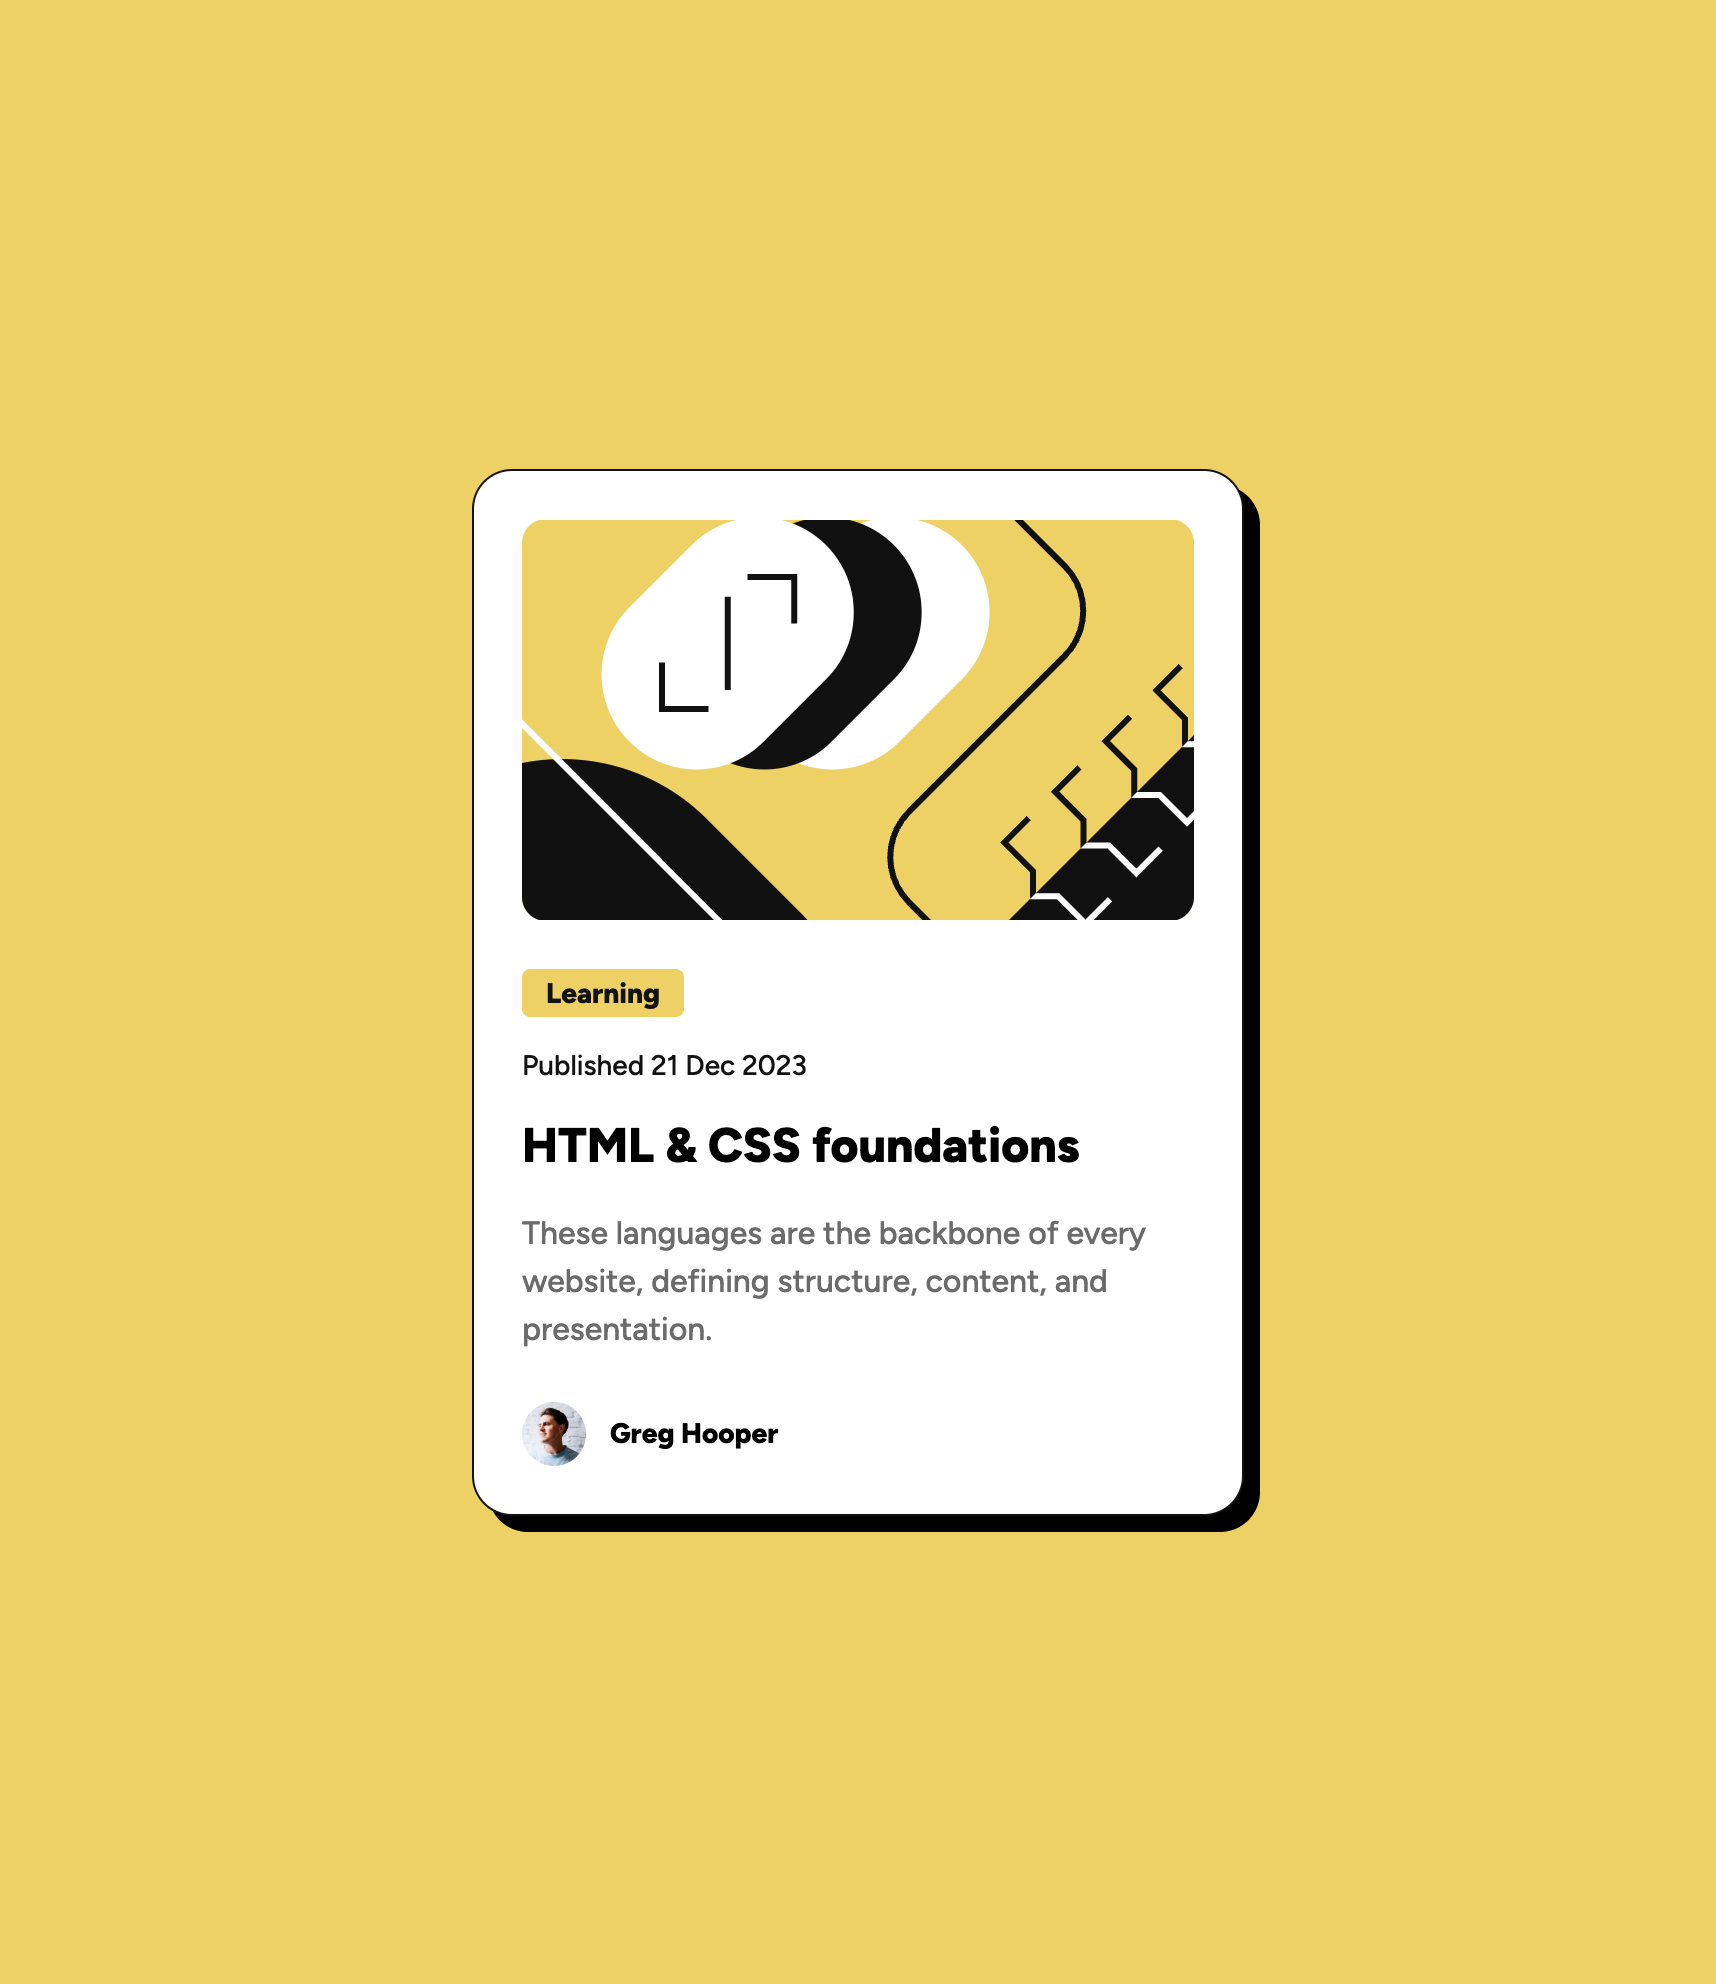 Learning
Published 21 Dec 2023
HTML & CSS foundations
These languages are the backbone of every
website, defining structure, content, and
presentation.
Greg Hooper